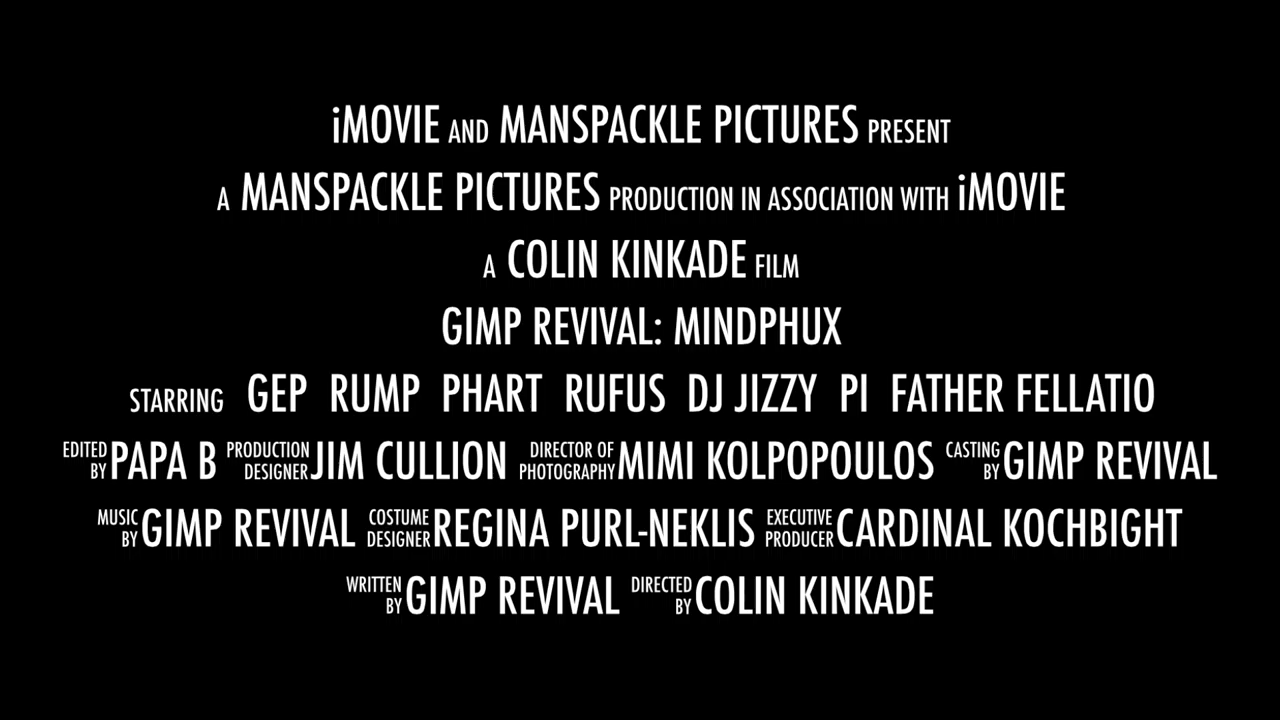 iMOVIE AND MANSPACKLE PICTURES PRESENT
A MANSPACKLE PICTURES PRODUCTION IN ASSOCIATION WITH iMOVIE
A COLIN KINKADE FILM
GIMP REVIVAL: MINDPHUX
STARRING GEP RUMP PHART RUFUS DJ JIZZY PI FATHER FELLATIO
EDITED BY PAPA B PRODUCTION DESIGNER JIM CULLION DIRECTOR OF PHOTOGRAPHY MIMI KOLPOPOULOS CASTING BY GIMP REVIVAL
MUSIC BY GIMP REVIVAL COSTUME DESIGNER REGINA PURL-NEKLIS EXECUTIVE PRODUCER CARDINAL KOCHBIGHT
WRITTEN BY GIMP REVIVAL DIRECTED BY COLIN KINKADE